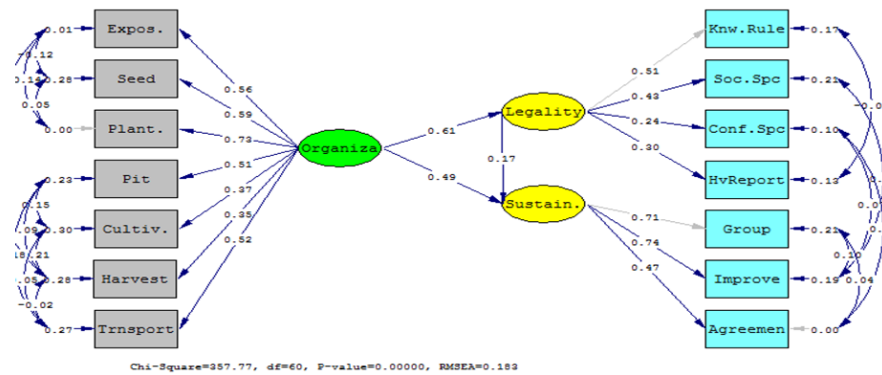 0.01 Expos. Knw.Rule 0.17
-0.12 0.56 0.51
0.28 Seed 0.59 Legality 0.43 Soc.Spc 0.21
0.05 0.73 0.61 0.24
0.00 Plant. Organiza 0.17 0.30 Conf.Spc 0.10
0.51
0.23 Pit 0.37 0.49 HvReport 0.13
0.15 0.35 Sustain.
0.30 Cultiv. 0.52 0.71 Group 0.21
.21 0.74 0.10
0.28 Harvest 0.47 Improve 0.19
-0.02 0.04
0.27 Trnsport Agreemen 0.00
Chi-Square=357.77, df=60, P-value=0.00000, RMSEA=0.183